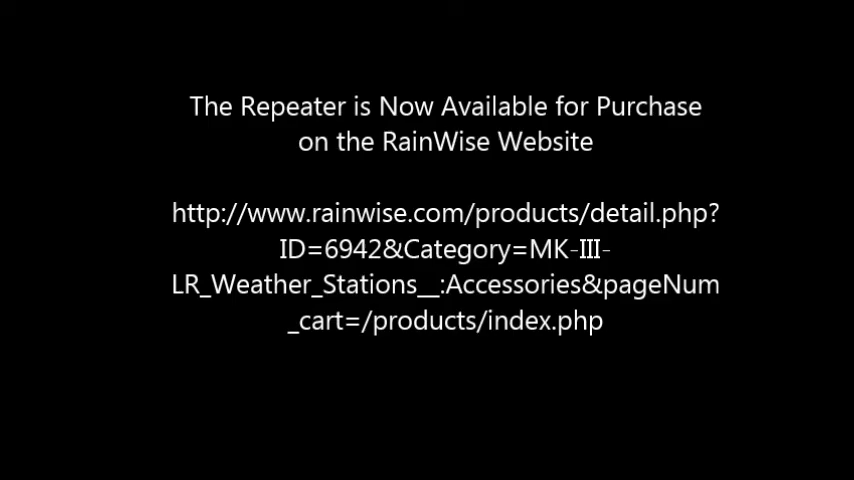 The Repeater is Now Available for Purchase
on the RainWise Website
http://www.rainwise.com/products/detail.php?
ID=6942&Category=MK-III-
LR_Weather_Stations__:Accessories&pageNum
_cart=/products/index.php